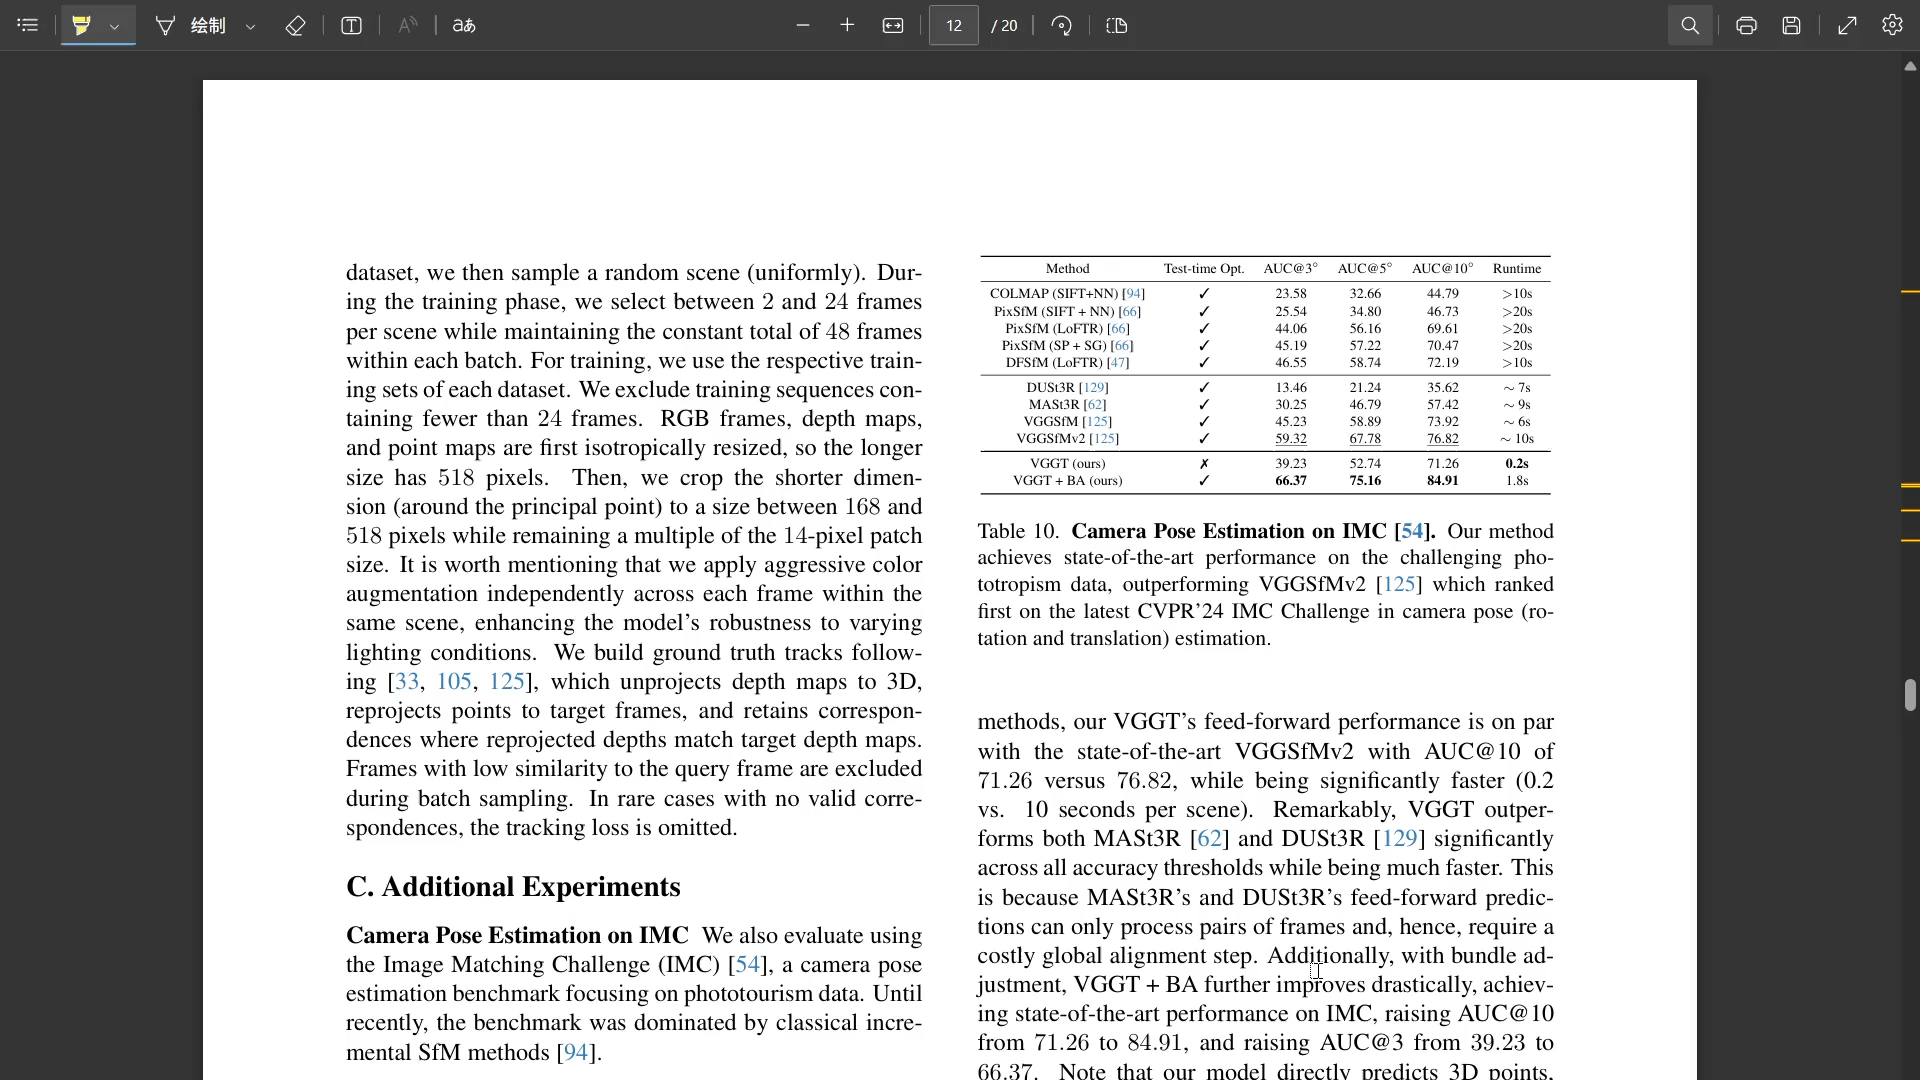 绘制
aあ
12
/ 20
dataset, we then sample a random scene (uniformly). Dur-
ing the training phase, we select between 2 and 24 frames
per scene while maintaining the constant total of 48 frames
within each batch. For training, we use the respective train-
ing sets of each dataset. We exclude training sequences con-
taining fewer than 24 frames. RGB frames, depth maps,
and point maps are first isotropically resized, so the longer
size has 518 pixels. Then, we crop the shorter dimen-
sion (around the principal point) to a size between 168 and
518 pixels while remaining a multiple of the 14-pixel patch
size. It is worth mentioning that we apply aggressive color
augmentation independently across each frame within the
same scene, enhancing the model's robustness to varying
lighting conditions. We build ground truth tracks follow-
ing [33, 105, 125], which unprojects depth maps to 3D,
reprojects points to target frames, and retains correspon-
dences where reprojected depths match target depth maps.
Frames with low similarity to the query frame are excluded
during batch sampling. In rare cases with no valid corre-
spondences, the tracking loss is omitted.
C. Additional Experiments
Camera Pose Estimation on IMC We also evaluate using
the Image Matching Challenge (IMC) [54], a camera pose
estimation benchmark focusing on phototourism data. Until
recently, the benchmark was dominated by classical incre-
mental SfM methods [94].
Method Test-time Opt. AUC@3° AUC@5° AUC@10° Runtime
COLMAP (SIFT+NN) [94] ✓ 23.58 32.66 44.79 >10s
PixSfM (SIFT + NN) [66] ✓ 25.54 34.80 46.73 >20s
PixSfM (LoFTR) [66] ✓ 44.06 56.16 69.61 >20s
PixSfM (SP + SG) [66] ✓ 45.19 57.22 70.47 >20s
DFSfM (LoFTR) [47] ✓ 46.55 58.74 72.19 >10s
DUSt3R [129] ✓ 13.46 21.24 35.62 ∼ 7s
MASt3R [62] ✓ 30.25 46.79 57.42 ∼ 9s
VGGSfM [125] ✓ 45.23 58.89 73.92 ∼ 6s
VGGSfMv2 [125] ✓ 59.32 67.78 76.82 ∼ 10s
VGGT (ours) ✗ 39.23 52.74 71.26 0.2s
VGGT + BA (ours) ✓ 66.37 75.16 84.91 1.8s
Table 10. Camera Pose Estimation on IMC [54]. Our method
achieves state-of-the-art performance on the challenging pho-
totropism data, outperforming VGGSfMv2 [125] which ranked
first on the latest CVPR'24 IMC Challenge in camera pose (ro-
tation and translation) estimation.
methods, our VGGT's feed-forward performance is on par
with the state-of-the-art VGGSfMv2 with AUC@10 of
71.26 versus 76.82, while being significantly faster (0.2
vs. 10 seconds per scene). Remarkably, VGGT outper-
forms both MASt3R [62] and DUSt3R [129] significantly
across all accuracy thresholds while being much faster. This
is because MASt3R's and DUSt3R's feed-forward predic-
tions can only process pairs of frames and, hence, require a
costly global alignment step. Additionally, with bundle ad-
justment, VGGT + BA further improves drastically, achiev-
ing state-of-the-art performance on IMC, raising AUC@10
from 71.26 to 84.91, and raising AUC@3 from 39.23 to
66.37. Note that our model directly predicts 3D points,